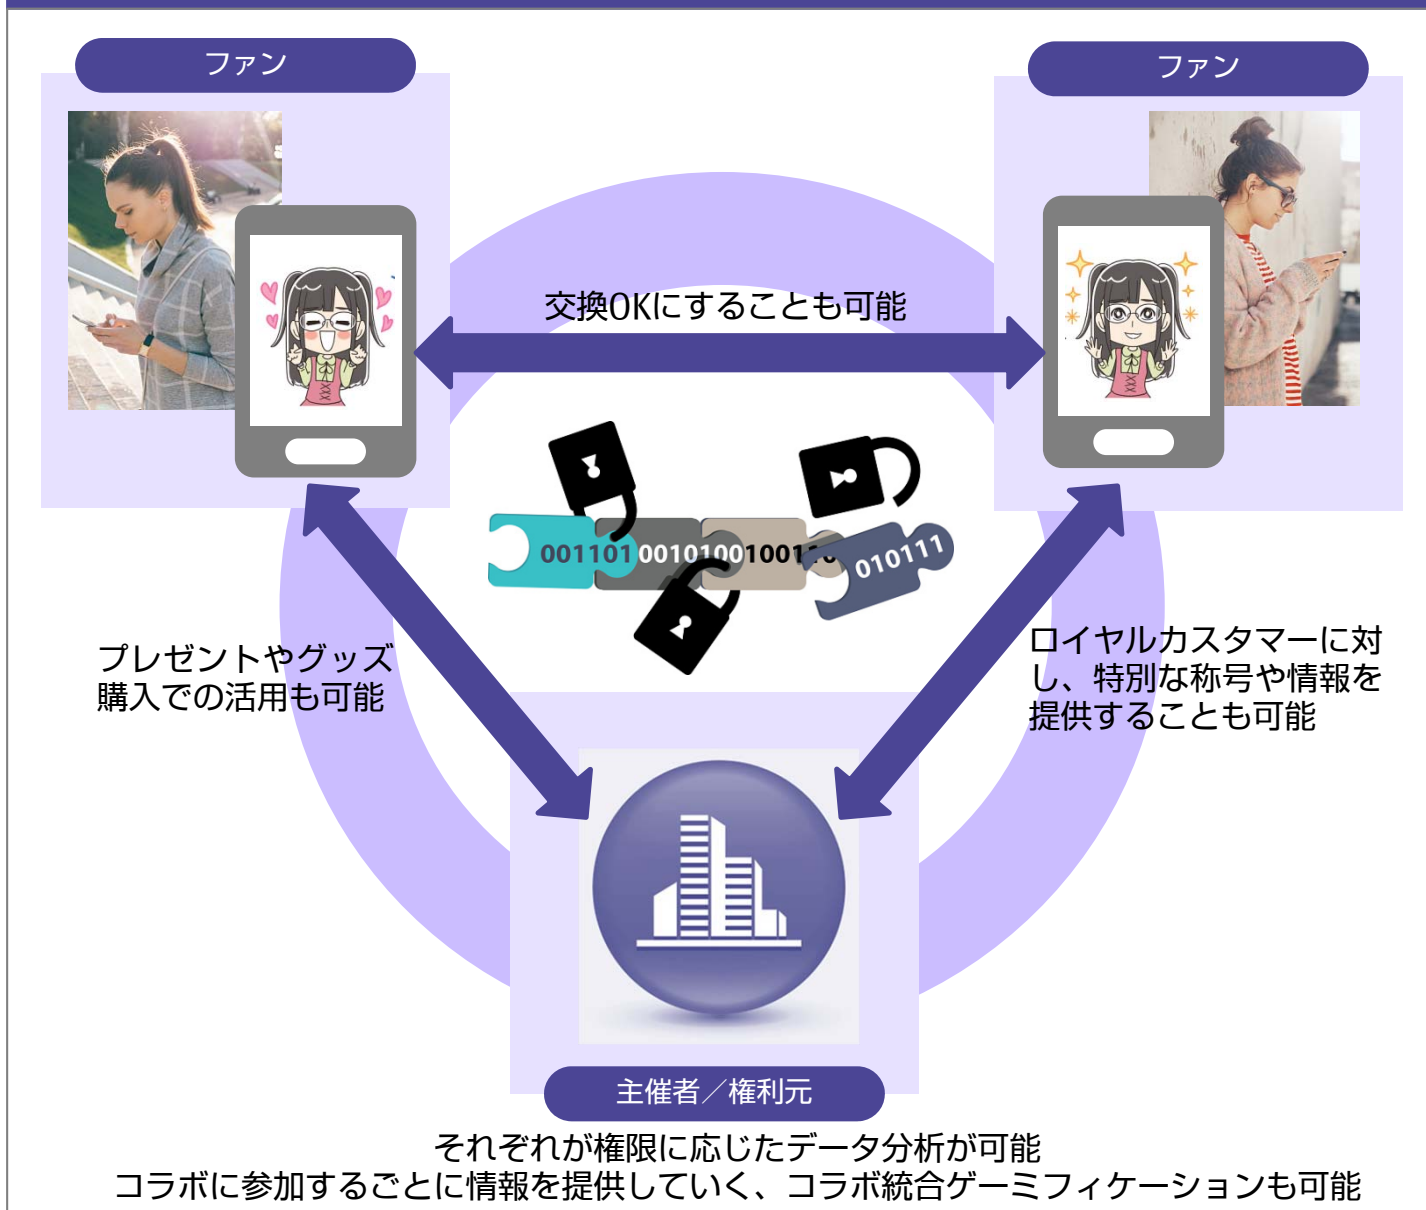 ファン
ファン
交換OKにすることも可能
001101 0010100 100110 010111
プレゼントやグッズ
購入での活用も可能
ロイヤルカスタマーに対
し、特別な称号や情報を
提供することも可能
主催者／権利元
それぞれが権限に応じたデータ分析が可能
コラボに参加するごとに情報を提供していく、コラボ統合ゲーミフィケーションも可能